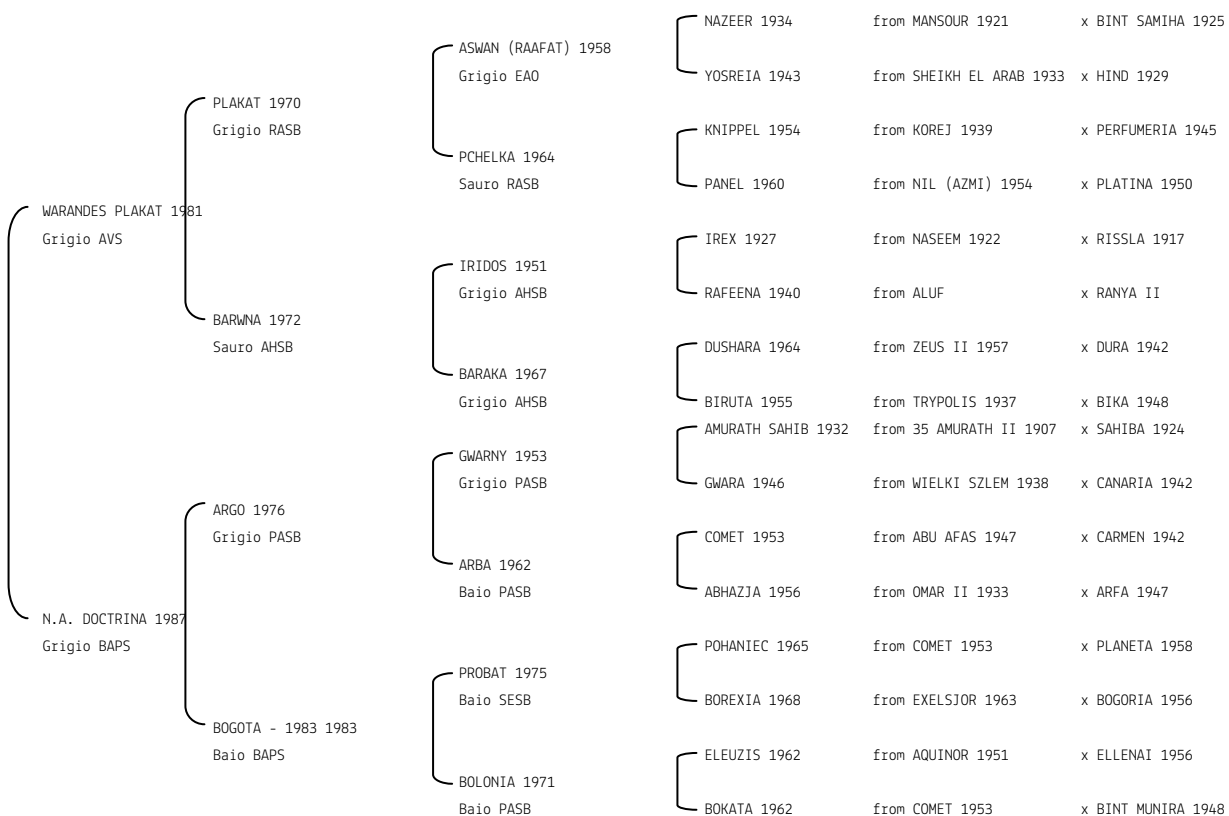 NAZEER 1934 from MANSOUR 1921 x BINT SAMIHA 1925
ASWAN (RAAFAT) 1958
Grigio EAO
YOSREIA 1943 from SHEIKH EL ARAB 1933 x HIND 1929
PLAKAT 1970
Grigio RASB
KNIPPEL 1954 from KOREJ 1939 x PERFUMERIA 1945
PCHELKA 1964
Sauro RASB
PANEL 1960 from NIL (AZMI) 1954 x PLATINA 1950
WARANDES PLAKAT 1981
Grigio AVS
IREX 1927 from NASEEM 1922 x RISSLA 1917
IRIDOS 1951
Grigio AHSB
RAFEENA 1940 from ALUF x RANYA II
BARWNA 1972
Sauro AHSB
DUSHARA 1964 from ZEUS II 1957 x DURA 1942
BARAKA 1967
Grigio AHSB
BIRUTA 1955 from TRYPOLIS 1937 x BIKA 1948
AMURATH SAHIB 1932 from 35 AMURATH II 1907 x SAHIBA 1924
GWARNY 1953
Grigio PASB
GWARA 1946 from WIELKI SZLEM 1938 x CANARIA 1942
ARGO 1976
Grigio PASB
COMET 1953 from ABU AFAS 1947 x CARMEN 1942
ARBA 1962
Baio PASB
ABHAZJA 1956 from OMAR II 1933 x ARFA 1947
N.A. DOCTRINA 1987
Grigio BAPS
POHANIEC 1965 from COMET 1953 x PLANETA 1958
PROBAT 1975
Baio SESB
BOREXIA 1968 from EXELSJOR 1963 x BOGORIA 1956
BOGOTA - 1983 1983
Baio BAPS
ELEUZIS 1962 from AQUINOR 1951 x ELLENAI 1956
BOLONIA 1971
Baio PASB
BOKATA 1962 from COMET 1953 x BINT MUNIRA 1948